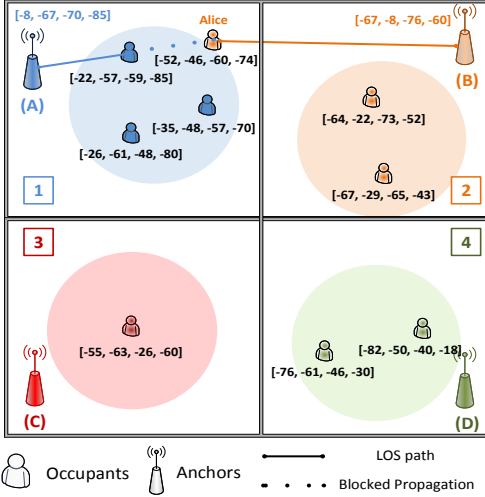 [-8, -67, -70, -85]
Alice
[-67, -8, -76, -60]
[-52, -46, -60, -74]
[-22, -57, -59, -85]
(A)
(B)
[-64, -22, -73, -52]
[-35, -48, -57, -70]
[-26, -61, -48, -80]
[-67, -29, -65, -43]
1
2
3
4
[-55, -63, -26, -60]
[-82, -50, -40, -18]
[-76, -61, -46, -30]
(C)
(D)
Occupants
Anchors
LOS path
Blocked Propagation